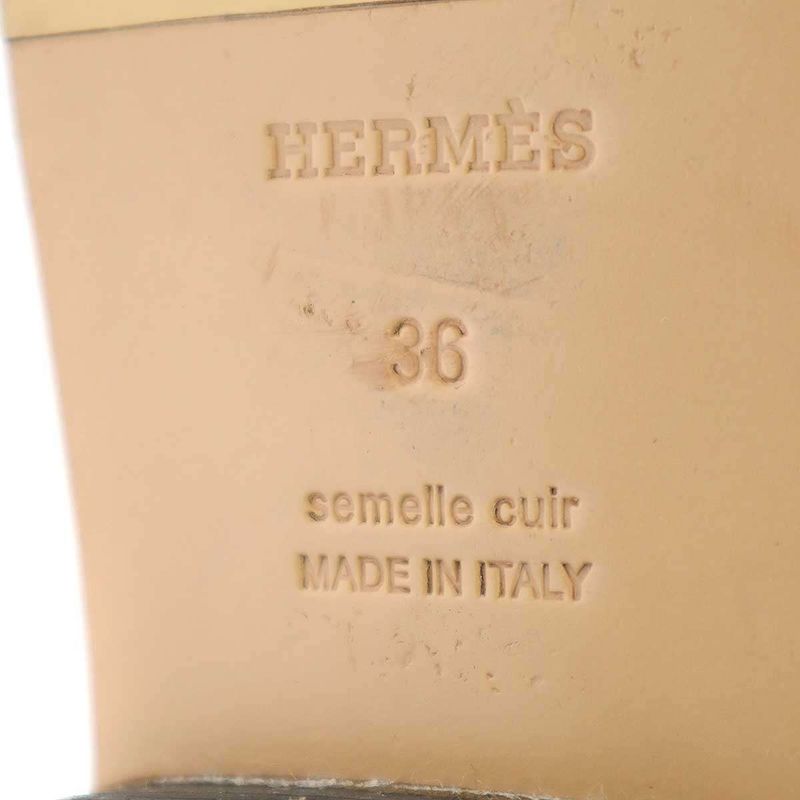 HERMÈS
36
semelle cuir
MADE IN ITALY